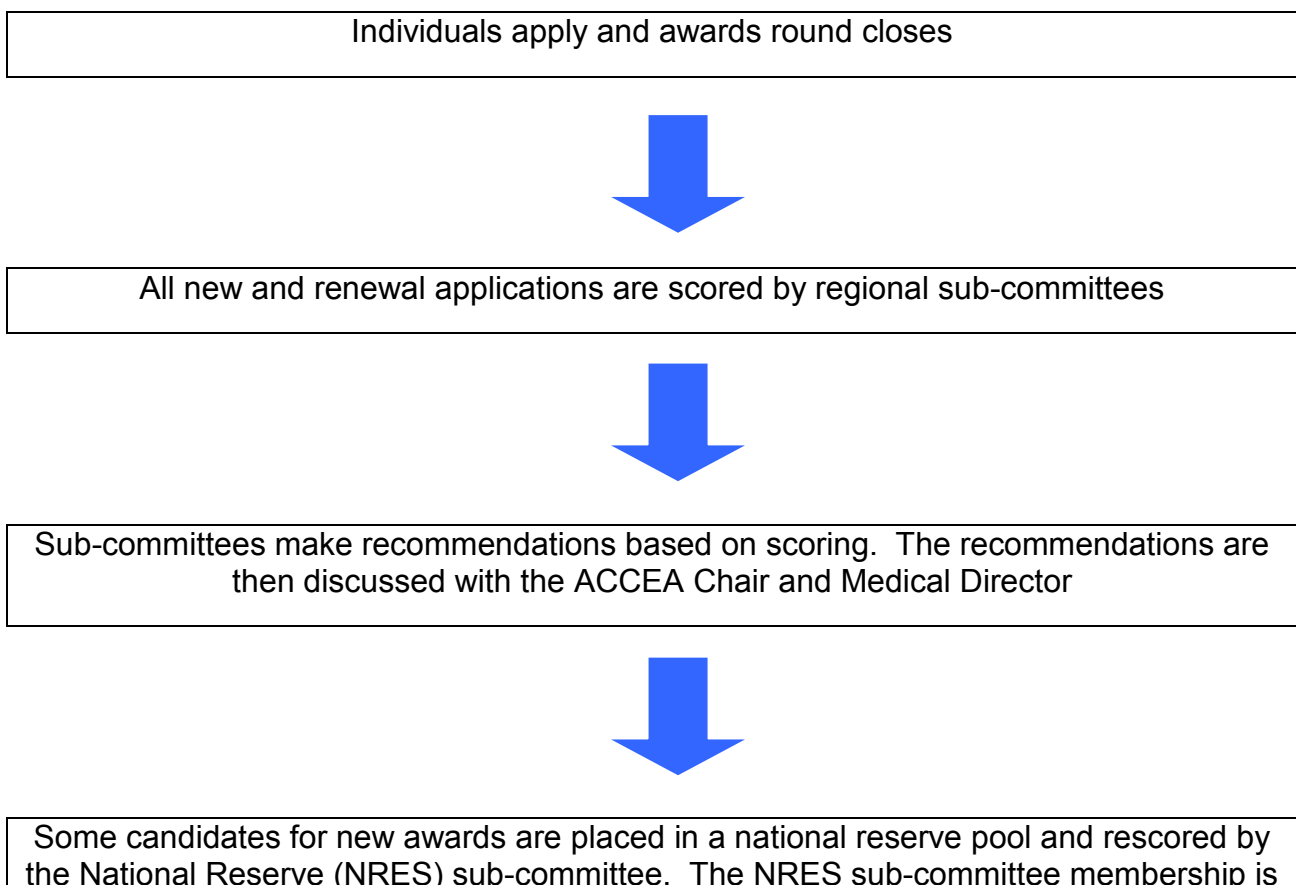 Individuals apply and awards round closes
All new and renewal applications are scored by regional sub-committees
Sub-committees make recommendations based on scoring.  The recommendations are
then discussed with the ACCEA Chair and Medical Director
Some candidates for new awards are placed in a national reserve pool and rescored by
the National Reserve (NRES) sub-committee.  The NRES sub-committee membership is